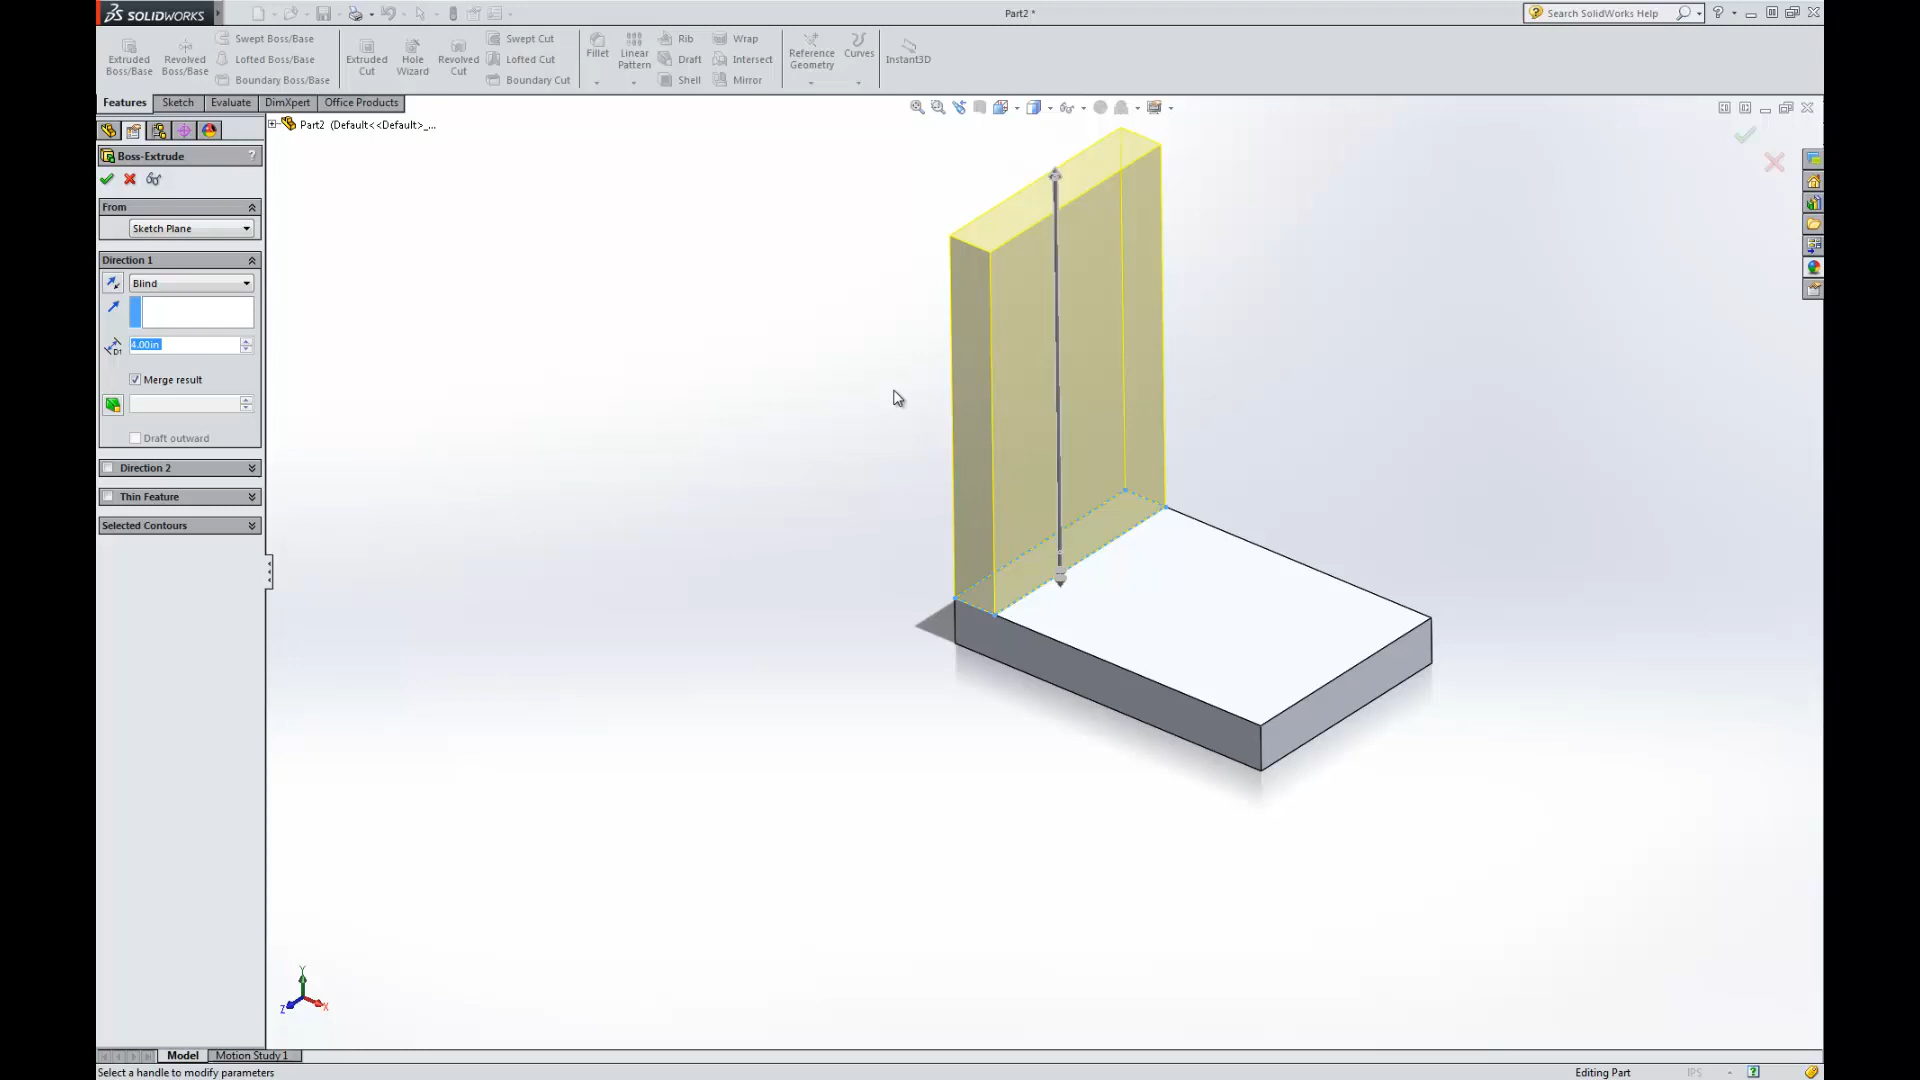 SOLIDWORKS
Part2 *
Search SolidWorks Help
Extruded Boss/Base
Revolved Boss/Base
Swept Boss/Base
Lofted Boss/Base
Boundary Boss/Base
Extruded Cut
Hole Wizard
Revolved Cut
Swept Cut
Lofted Cut
Boundary Cut
Fillet
Linear Pattern
Rib
Draft
Shell
Wrap
Intersect
Mirror
Reference Geometry
Curves
Instant3D
Features
Sketch
Evaluate
DimXpert
Office Products
Part2 (Default<<Default>_...
Boss-Extrude
?
From
Sketch Plane
Direction 1
Blind
D1
4.00in
Merge result
Draft outward
Direction 2
Thin Feature
Selected Contours
Y
Z
X
Model
Motion Study 1
Select a handle to modify parameters
Editing Part
IPS